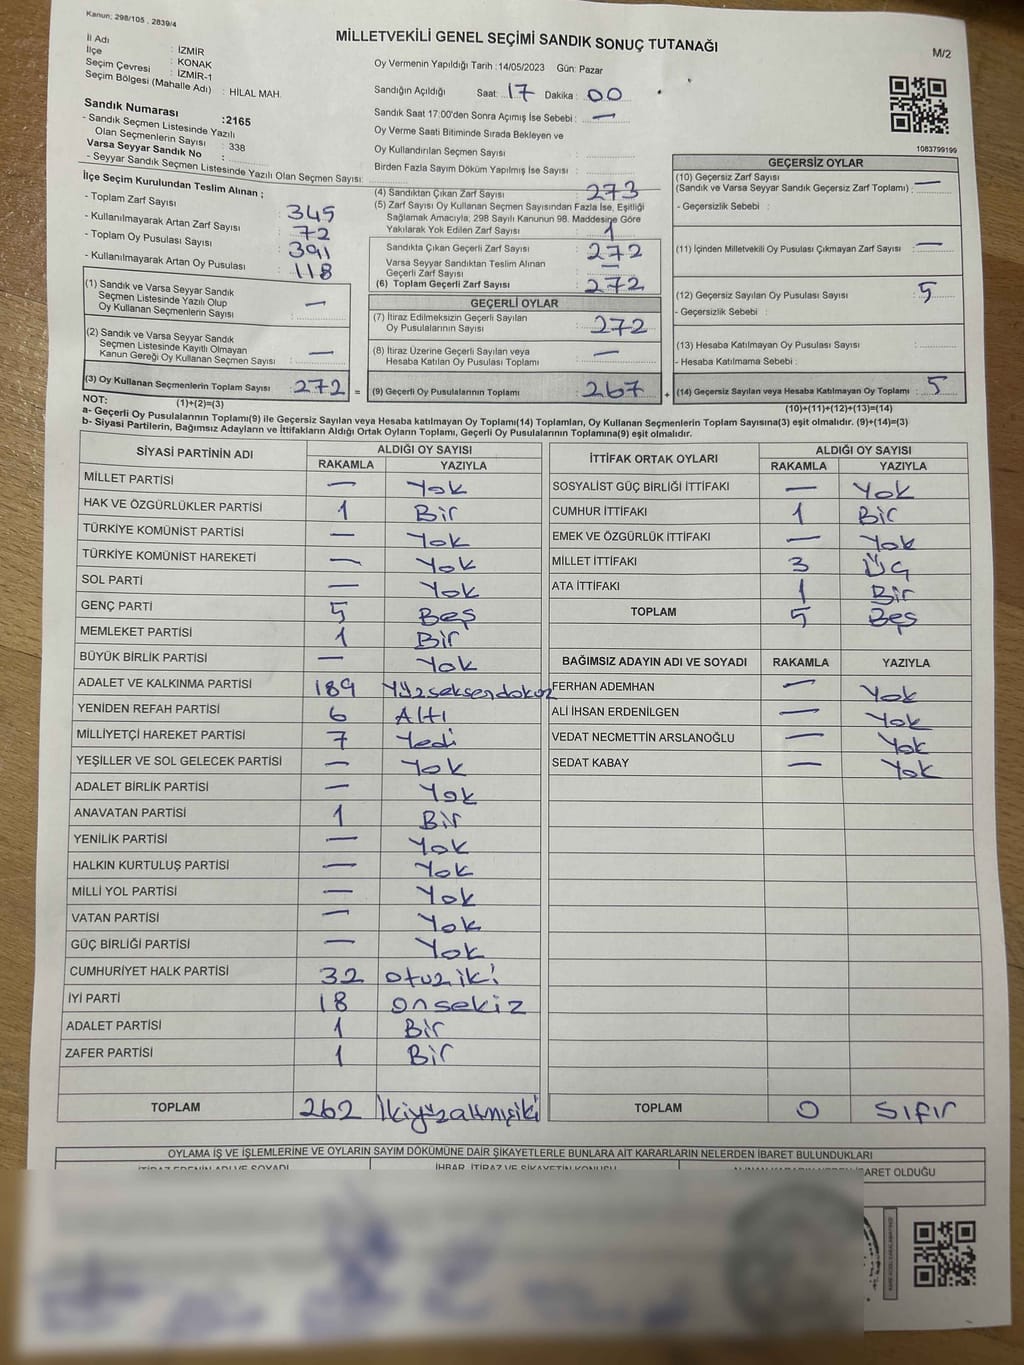 Kanun: 298/105 , 2839/4
MİLLETVEKİLİ GENEL SEÇİMİ SANDIK SONUÇ TUTANAĞI
M/2
İl Adı : İZMİR
İlçe : KONAK
Seçim Çevresi : İZMİR-1
Seçim Bölgesi (Mahalle Adı) : HİLAL MAH.
Sandık Numarası :2165
- Sandık Seçmen Listesinde Yazılı
Olan Seçmenlerin Sayısı : 338
Varsa Seyyar Sandık No :
- Seyyar Sandık Seçmen Listesinde Yazılı Olan Seçmen Sayısı:
İlçe Seçim Kurulundan Teslim Alınan ;
- Toplam Zarf Sayısı : 345
- Kullanılmayarak Artan Zarf Sayısı : 72
- Toplam Oy Pusulası Sayısı : 391
- Kullanılmayarak Artan Oy Pusulası : 118
(1) Sandık ve Varsa Seyyar Sandık
Seçmen Listesinde Yazılı Olup
Oy Kullanan Seçmenlerin Sayısı : —
(2) Sandık ve Varsa Seyyar Sandık
Seçmen Listesinde Kayıtlı Olmayan
Kanun Gereği Oy Kullanan Seçmen Sayısı : —
(3) Oy Kullanan Seçmenlerin Toplam Sayısı : 272 =
Oy Vermenin Yapıldığı Tarih :14/05/2023 Gün: Pazar
Sandığın Açıldığı Saat: 17 Dakika : 00
Sandık Saat 17:00'den Sonra Açımış İse Sebebi : —
Oy Verme Saati Bitiminde Sırada Bekleyen ve
Oy Kullandırılan Seçmen Sayısı :
Birden Fazla Sayım Döküm Yapılmış İse Sayısı :
(4) Sandıktan Çıkan Zarf Sayısı : 273
(5) Zarf Sayısı Oy Kullanan Seçmen Sayısından Fazla İse, Eşitliği
Sağlamak Amacıyla; 298 Sayılı Kanunun 98. Maddesine Göre
Yakılarak Yok Edilen Zarf Sayısı : 1
Sandıkta Çıkan Geçerli Zarf Sayısı : 272
Varsa Seyyar Sandıktan Teslim Alınan
Geçerli Zarf Sayısı : —
(6) Toplam Geçerli Zarf Sayısı : 272
GEÇERLİ OYLAR
(7) İtiraz Edilmeksizin Geçerli Sayılan
Oy Pusulalarının Sayısı : 272
(8) İtiraz Üzerine Geçerli Sayılan veya
Hesaba Katılan Oy Pusulası Toplamı : —
(9) Geçerli Oy Pusulalarının Toplamı : 267 +
1083799199
GEÇERSİZ OYLAR
(10) Geçersiz Zarf Sayısı
(Sandık ve Varsa Seyyar Sandık Geçersiz Zarf Toplamı) : —
- Geçersizlik Sebebi :
(11) İçinden Milletvekili Oy Pusulası Çıkmayan Zarf Sayısı : —
(12) Geçersiz Sayılan Oy Pusulası Sayısı : 5
- Geçersizlik Sebebi :
(13) Hesaba Katılmayan Oy Pusulası Sayısı :
- Hesaba Katılmama Sebebi :
(14) Geçersiz Sayılan veya Hesaba Katılmayan Oy Toplamı : 5
NOT: (1)+(2)=(3) (10)+(11)+(12)+(13)=(14)
a- Geçerli Oy Pusulalarının Toplamı(9) ile Geçersiz Sayılan veya Hesaba katılmayan Oy Toplamı(14) Toplamları, Oy Kullanan Seçmenlerin Toplam Sayısına(3) eşit olmalıdır. (9)+(14)=(3)
b- Siyasi Partilerin, Bağımsız Adayların ve İttifakların Aldığı Ortak Oyların Toplamı, Geçerli Oy Pusulalarının Toplamına(9) eşit olmalıdır.
SİYASİ PARTİNİN ADI ALDIĞI OY SAYISI
RAKAMLA YAZIYLA
MİLLET PARTİSİ — Yok
HAK VE ÖZGÜRLÜKLER PARTİSİ 1 Bir
TÜRKİYE KOMÜNİST PARTİSİ — Yok
TÜRKİYE KOMÜNİST HAREKETİ — Yok
SOL PARTİ — Yok
GENÇ PARTİ 5 Beş
MEMLEKET PARTİSİ 1 Bir
BÜYÜK BİRLİK PARTİSİ — Yok
ADALET VE KALKINMA PARTİSİ 189 Yüzseksendokuz
YENİDEN REFAH PARTİSİ 6 Altı
MİLLİYETÇİ HAREKET PARTİSİ 7 Yedi
YEŞİLLER VE SOL GELECEK PARTİSİ — Yok
ADALET BİRLİK PARTİSİ — Yok
ANAVATAN PARTİSİ 1 Bir
YENİLİK PARTİSİ — Yok
HALKIN KURTULUŞ PARTİSİ — Yok
MİLLİ YOL PARTİSİ — Yok
VATAN PARTİSİ — Yok
GÜÇ BİRLİĞİ PARTİSİ — Yok
CUMHURİYET HALK PARTİSİ 32 otuziki
İYİ PARTİ 18 onsekiz
ADALET PARTİSİ 1 Bir
ZAFER PARTİSİ 1 Bir
TOPLAM 262 İkiyüzaltmışiki
İTTİFAK ORTAK OYLARI ALDIĞI OY SAYISI
RAKAMLA YAZIYLA
SOSYALİST GÜÇ BİRLİĞİ İTTİFAKI — Yok
CUMHUR İTTİFAKI 1 Bir
EMEK VE ÖZGÜRLÜK İTTİFAKI — Yok
MİLLET İTTİFAKI 3 Üç
ATA İTTİFAKI 1 Bir
TOPLAM 5 Beş
BAĞIMSIZ ADAYIN ADI VE SOYADI RAKAMLA YAZIYLA
FERHAN ADEMHAN — Yok
ALİ İHSAN ERDENİLGEN — Yok
VEDAT NECMETTİN ARSLANOĞLU — Yok
SEDAT KABAY — Yok
TOPLAM 0 Sıfır
OYLAMA İŞ VE İŞLEMLERİNE VE OYLARIN SAYIM DÖKÜMÜNE DAİR ŞİKAYETLERLE BUNLARA AİT KARARLARIN NELERDEN İBARET BULUNDUKLARI
İTİRAZ EDENİN ADI VE SOYADI İHBAR, İTİRAZ VE ŞİKAYETİN KONUSU İBARET OLDUĞU